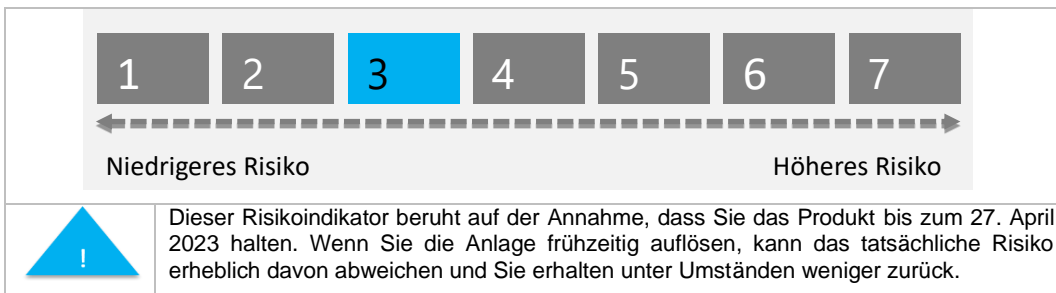 1 2 3 4 5 6 7
Niedrigeres Risiko Höheres Risiko
Dieser Risikoindikator beruht auf der Annahme, dass Sie das Produkt bis zum 27. April
2023 halten. Wenn Sie die Anlage frühzeitig auflösen, kann das tatsächliche Risiko
! erheblich davon abweichen und Sie erhalten unter Umständen weniger zurück.